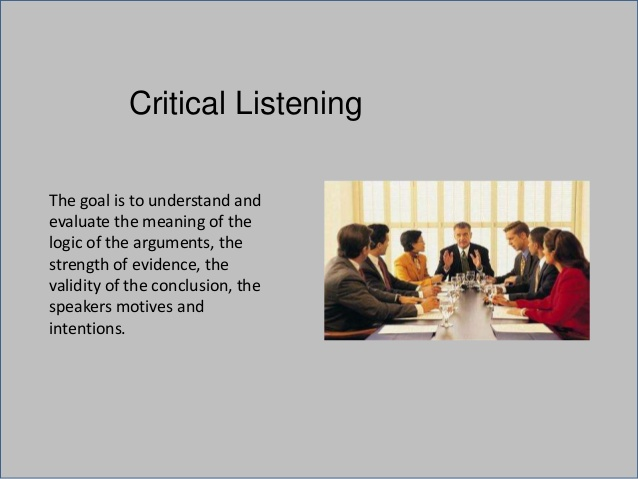 Critical Listening
The goal is to understand and
evaluate the meaning of the
logic of the arguments, the
strength of evidence, the
validity of the conclusion, the
speakers motives and
intentions.